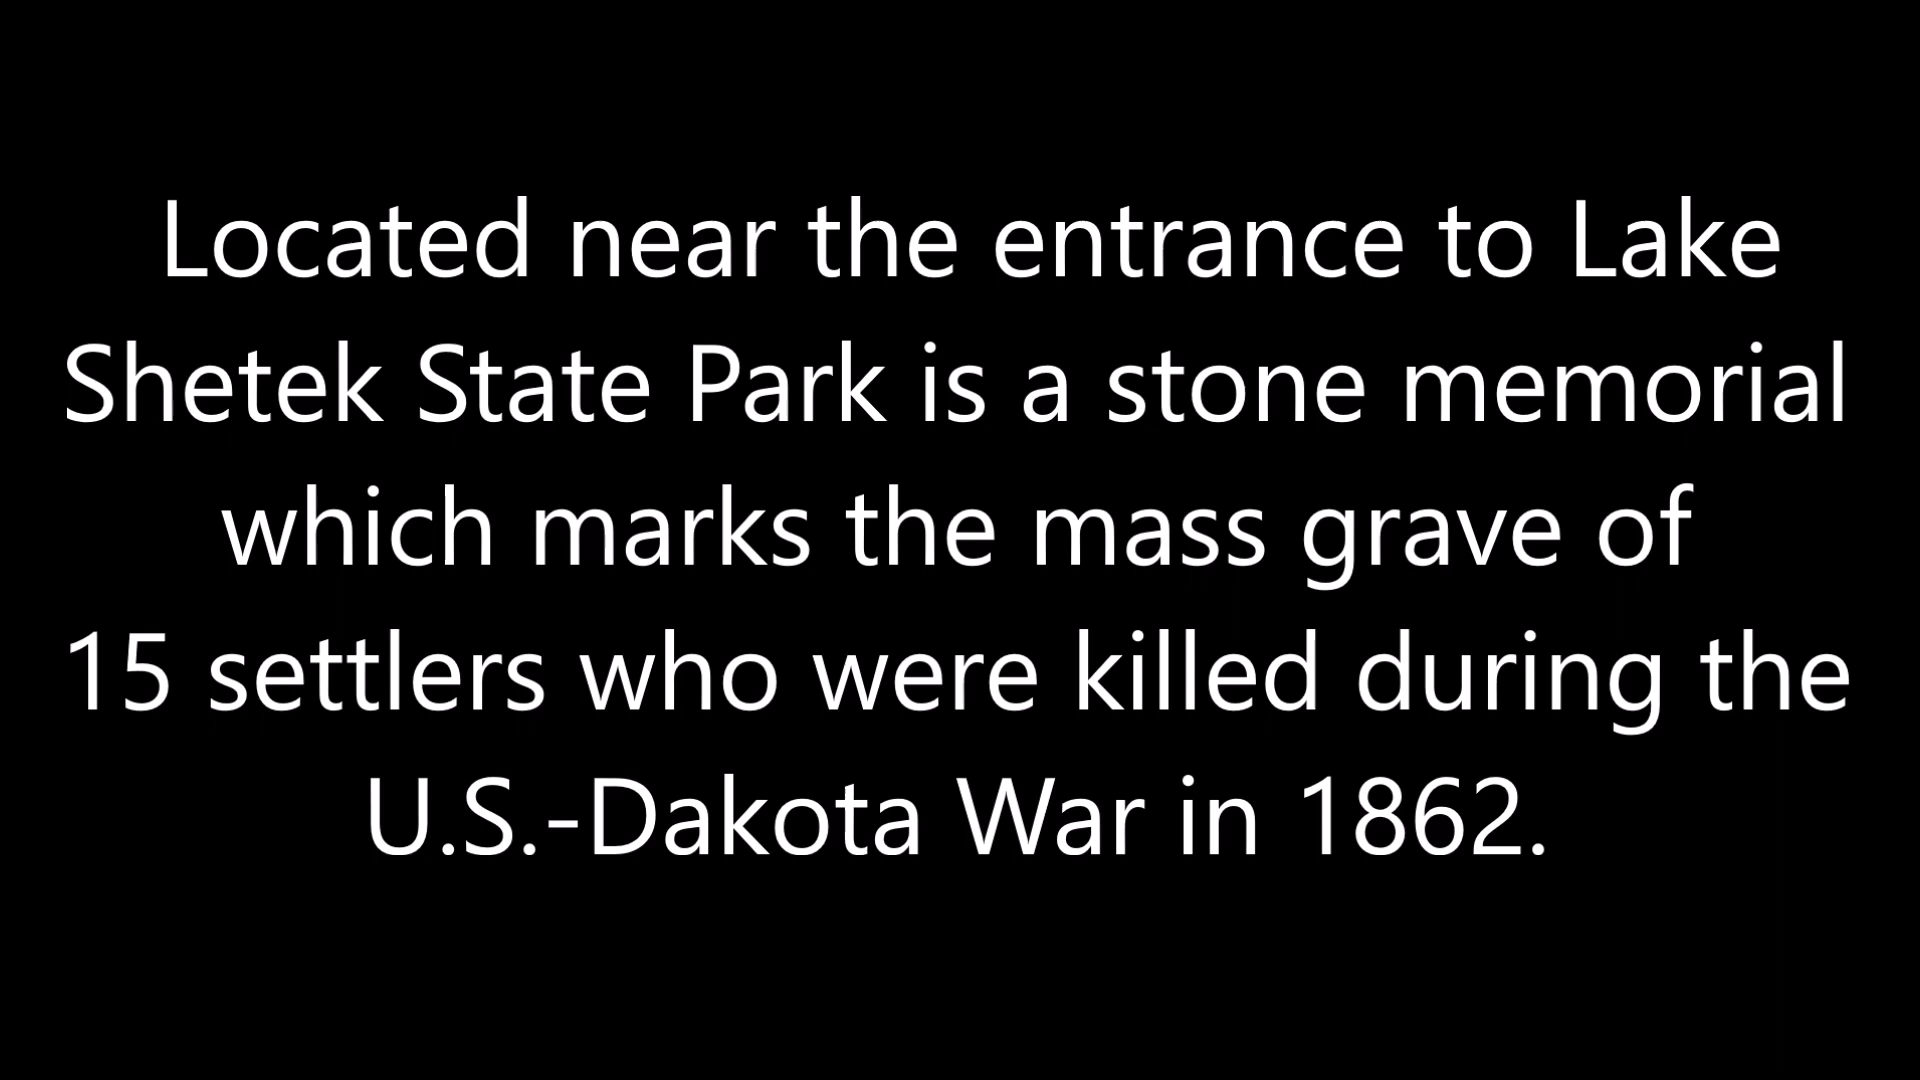 Located near the entrance to Lake
Shetek State Park is a stone memorial
which marks the mass grave of
15 settlers who were killed during the
U.S.-Dakota War in 1862.